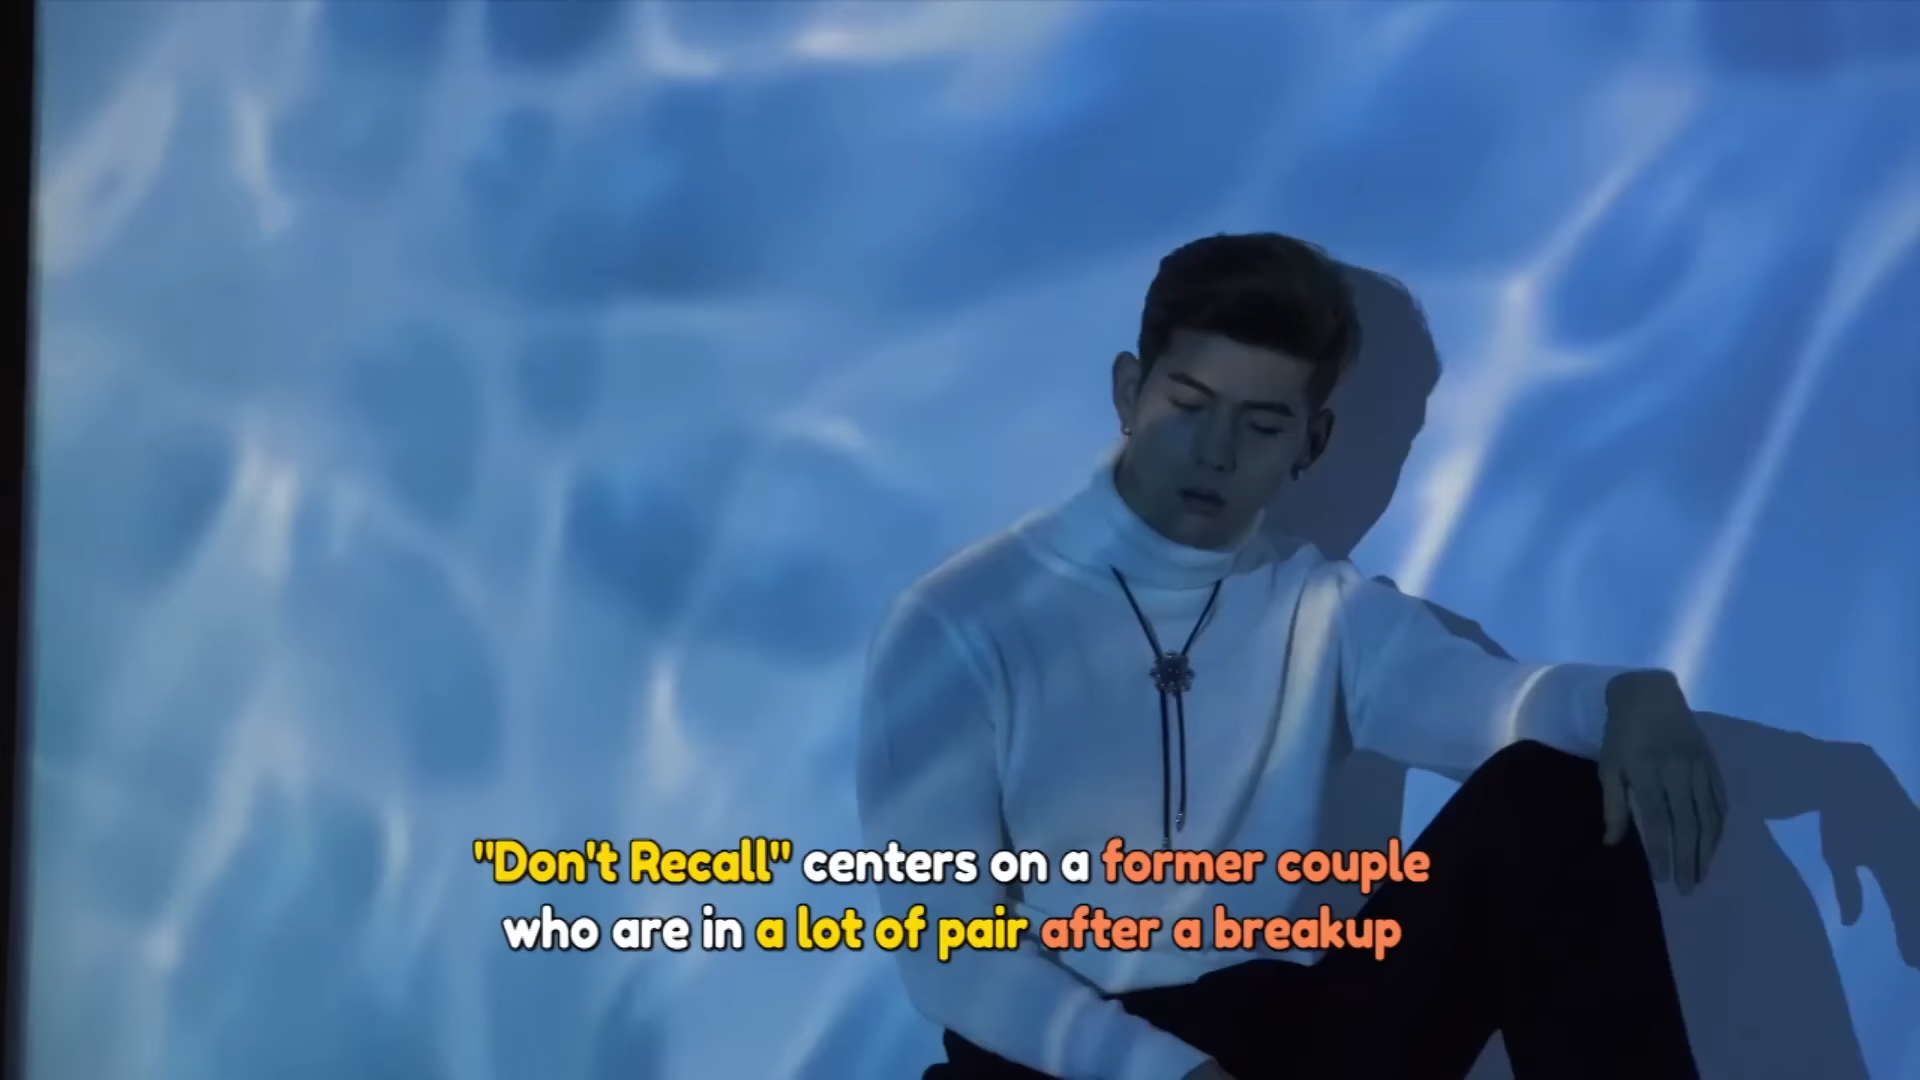 "Don't Recall" centers on a former couple
who are in a lot of pair after a breakup